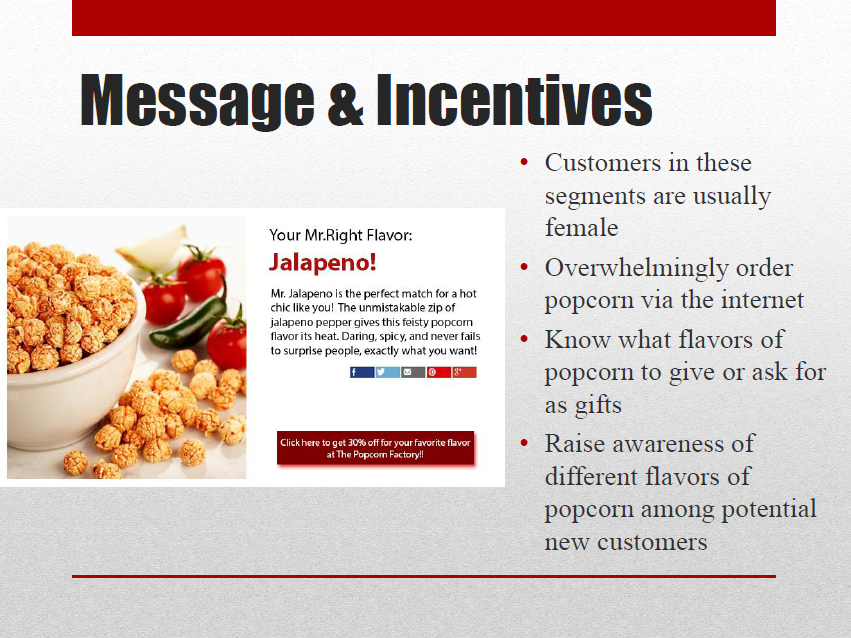 Message & Incentives
Your Mr.Right Flavor:
Jalapeno!
Mr. Jalapeno is the perfect match for a hot
chic like you! The unmistakable zip of
jalapeno pepper gives this feisty popcorn
flavor its heat. Daring, spicy, and never fails
to surprise people, exactly what you want!
Click here to get 30% off for your favorite flavor
at The Popcorn Factory!!
• Customers in these
segments are usually
female
• Overwhelmingly order
popcorn via the internet
• Know what flavors of
popcorn to give or ask for
as gifts
• Raise awareness of
different flavors of
popcorn among potential
new customers